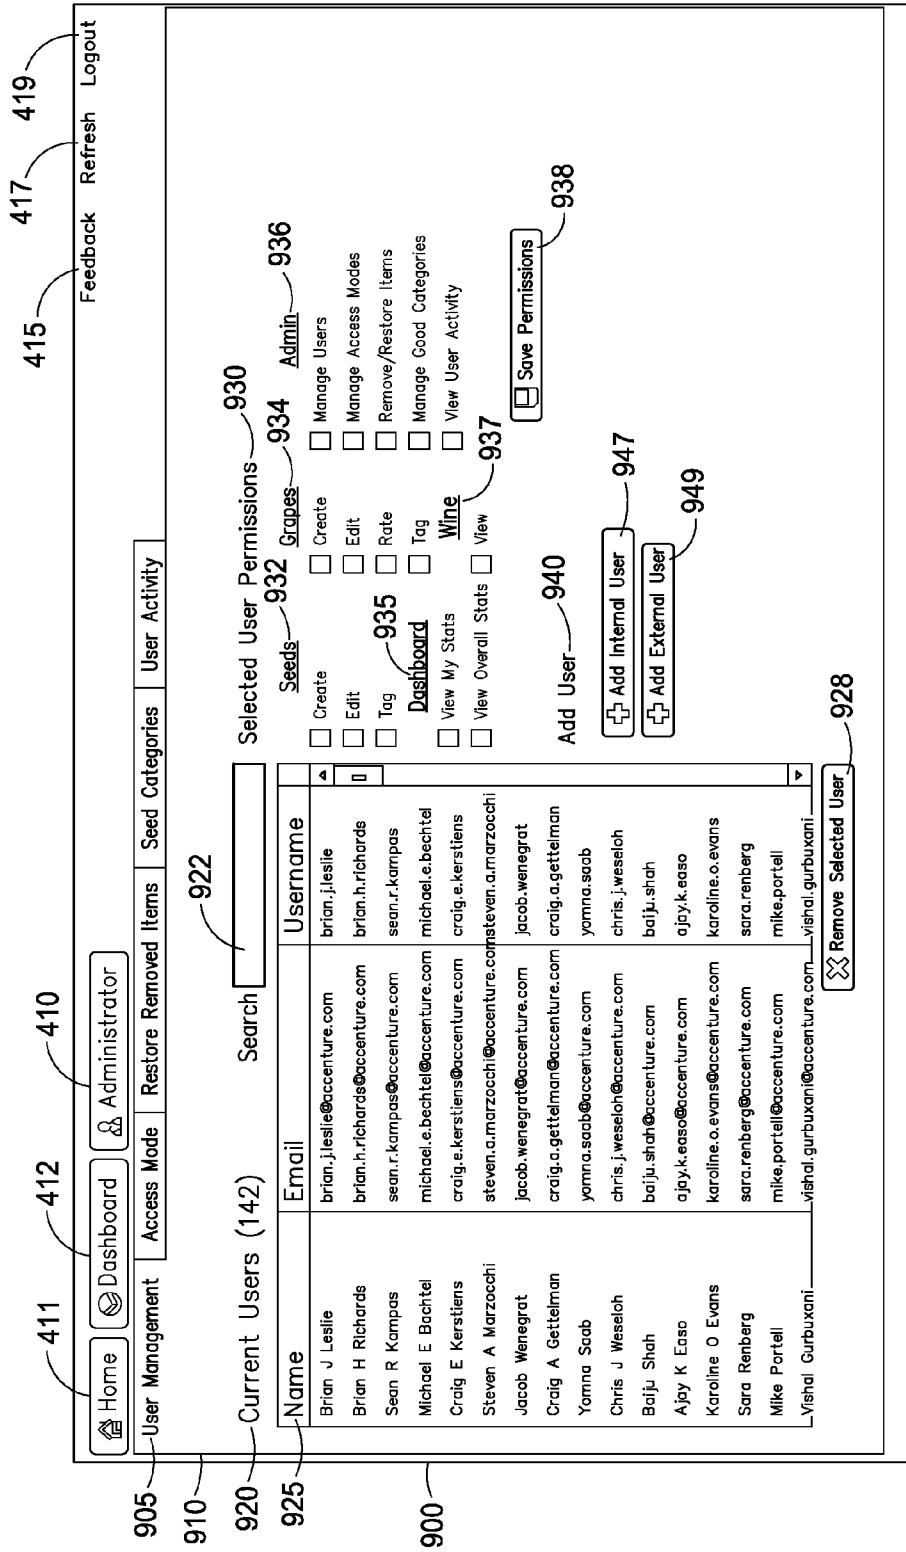 415 417 419
Feedback Refresh Logout
411 412 410
Home Dashboard Administrator
905 User Management Access Mode Restore Removed Items Seed Categories User Activity
910
922
920 Current Users (142) Search Selected User Permissions 930
925 Name Email Username
Brian J Leslie brian.j.leslie@accenture.com brian.j.leslie
Brian H Richards brian.h.richards@accenture.com brian.h.richards
Sean R Kampas sean.r.kampas@accenture.com sean.r.kampas
Michael E Bachtel michael.e.bechtel@accenture.com michael.e.bechtel
Craig E Kerstiens craig.e.kerstiens@accenture.com craig.e.kerstiens
Steven A Marzocchi steven.a.marzocchi@accenture.com steven.a.marzocchi
Jacob Wenegrat jacob.wenegrat@accenture.com jacob.wenegrat
Craig A Gettelman craig.a.gettelman@accenture.com craig.a.gettelman
Yomna Saab yomna.saab@accenture.com yomna.saab
Chris J Weseloh chris.j.weseloh@accenture.com chris.j.weseloh
Baiju Shah baiju.shah@accenture.com baiju.shah
Ajay K Easo ajay.k.easo@accenture.com ajay.k.easo
Karoline O Evans karoline.o.evans@accenture.com karoline.o.evans
Sara Renberg sara.renberg@accenture.com sara.renberg
Mike Portell mike.portell@accenture.com mike.portell
Vishal Gurbuxani vishal.gurbuxani@accenture.com vishal.gurbuxani
Remove Selected User 928
Seeds 932
Create
Edit
Tag
935
Dashboard
View My Stats
View Overall Stats
Grapes 934
Create
Edit
Rate
Tag
Wine 937
View
Admin 936
Manage Users
Manage Access Modes
Remove/Restore Items
Manage Good Categories
View User Activity
Save Permissions 938
Add User 940
Add Internal User 947
Add External User 949
900